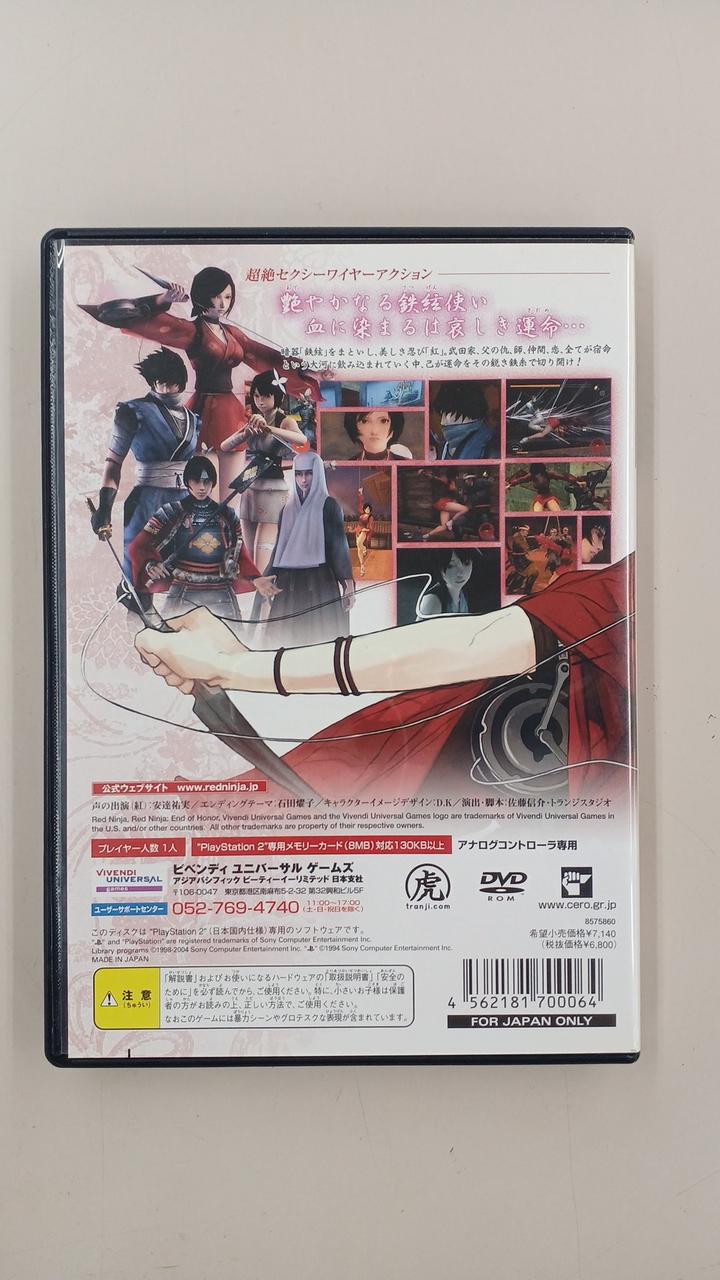 超絶セクシーワイヤーアクション
艶やかなる鉄絃使い
血に染まるは哀しき運命…
暗器「鉄絃」をまといし、美しき忍び「紅」。武田家、父の仇、師、仲間、恋、全てが宿命
という大河に飲み込まれていく中、己が運命をその鋭き鉄糸で切り開け!
公式ウェブサイト www.redninja.jp
声の出演〔紅〕:安達祐実/エンディングテーマ:石田燿子/キャラクターイメージデザイン:D.K/演出・脚本:佐藤信介・トランジスタジオ
Red Ninja, Red Ninja: End of Honor, Vivendi Universal Games and the Vivendi Universal Games logo are trademarks of Vivendi Universal Games in
the U.S. and/or other countries. All other trademarks are property of their respective owners.
プレイヤー人数 1人 "PlayStation 2"専用メモリーカード(8MB)対応130KB以上 アナログコントローラ専用
VIVENDI UNIVERSAL games
ビベンディ ユニバーサル ゲームズ
アジアパシフィック ピーティーイーリミテッド 日本支社
〒106-0047 東京都港区南麻布5-2-32 第32興和ビル5F
ユーザーサポートセンター 052-769-4740 11:00〜17:00 (土・日・祝日を除く)
虎
tranji.com
DVD
ROM
www.cero.gr.jp
8575860
希望小売価格¥7,140
(税抜価格¥6,800)
このディスクは "PlayStation 2" (日本国内仕様) 専用のソフトウェアです。
" " and "PlayStation" are registered trademarks of Sony Computer Entertainment Inc.
Library programs ©1998-2004 Sony Computer Entertainment Inc. " " ©1994 Sony Computer Entertainment Inc.
MADE IN JAPAN
注意
(ちゅうい)
「解説書」およびお使いになるハードウェアの「取扱説明書」「安全の
ために」を必ず読んでから、ご使用ください。特に、小さいお子様は保護
者の方がお読みの上、正しい方法で、ご使用ください。
なおこのゲームには暴力シーンやグロテスクな表現が含まれています。
4 562181 700064
FOR JAPAN ONLY